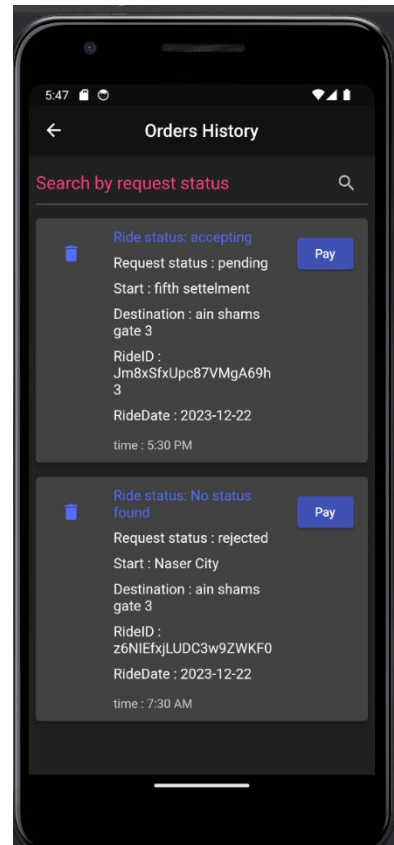 5:47
Orders History
Search by request status
Ride status: accepting
Pay
Request status : pending
Start : fifth settelment
Destination : ain shams
gate 3
RideID :
Jm8xSfxUpc87VMgA69h
3
RideDate : 2023-12-22
time : 5:30 PM
Ride status: No status
found
Pay
Request status : rejected
Start : Naser City
Destination : ain shams
gate 3
RideID :
z6NIEfxjLUDC3w9ZWKF0
RideDate : 2023-12-22
time : 7:30 AM